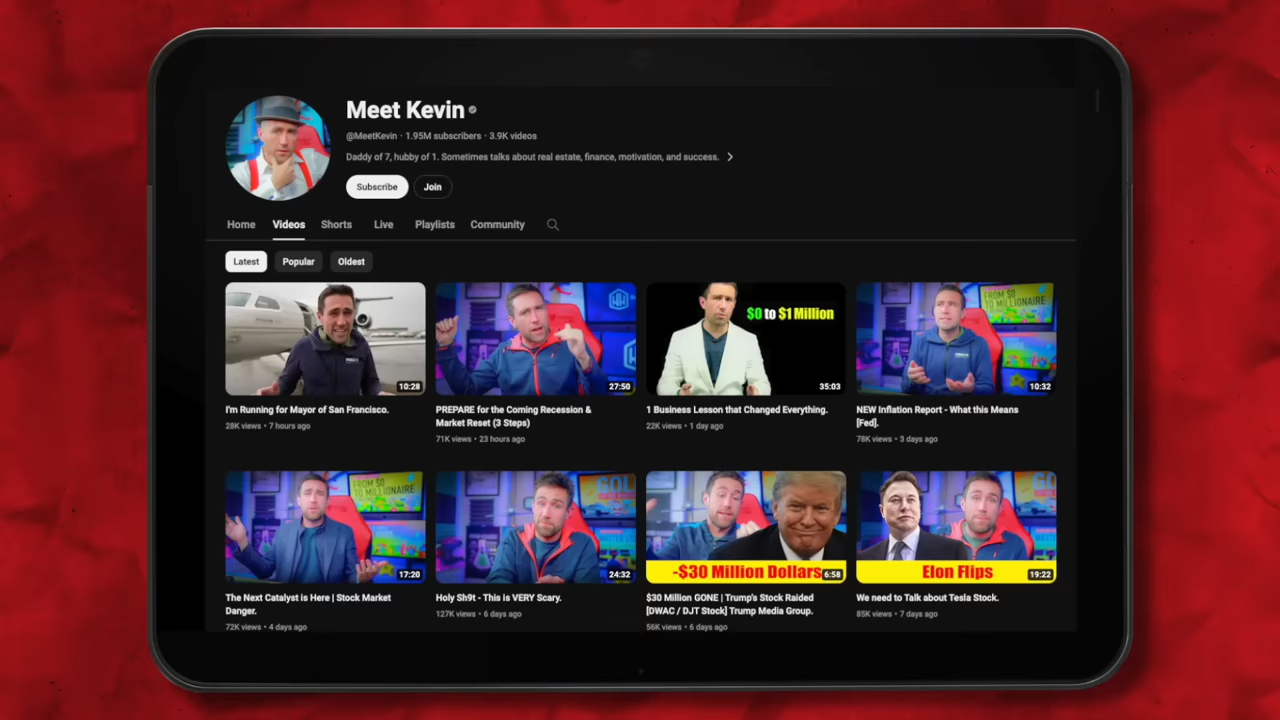 Meet Kevin
@MeetKevin · 1.95M subscribers · 3.9K videos
Daddy of 7, hubby of 1. Sometimes talks about real estate, finance, motivation, and success.
Subscribe Join
Home Videos Shorts Live Playlists Community
Latest Popular Oldest
$0 to $1 Million
FROM $0
TO MILLIONAIRE
10:28 27:50 35:03 10:32
I'm Running for Mayor of San Francisco.
28K views • 7 hours ago
PREPARE for the Coming Recession &
Market Reset (3 Steps)
71K views • 23 hours ago
1 Business Lesson that Changed Everything.
22K views • 1 day ago
NEW Inflation Report - What this Means
[Fed].
78K views • 3 days ago
FROM $0
TO MILLIONAIRE
17:20 24:32
-$30 Million Dollars 6:58
Elon Flips 19:22
The Next Catalyst is Here | Stock Market
Danger.
72K views • 4 days ago
Holy Sh9t - This is VERY Scary.
127K views • 6 days ago
$30 Million GONE | Trump's Stock Raided
[DWAC / DJT Stock] Trump Media Group.
56K views • 6 days ago
We need to Talk about Tesla Stock.
85K views • 7 days ago